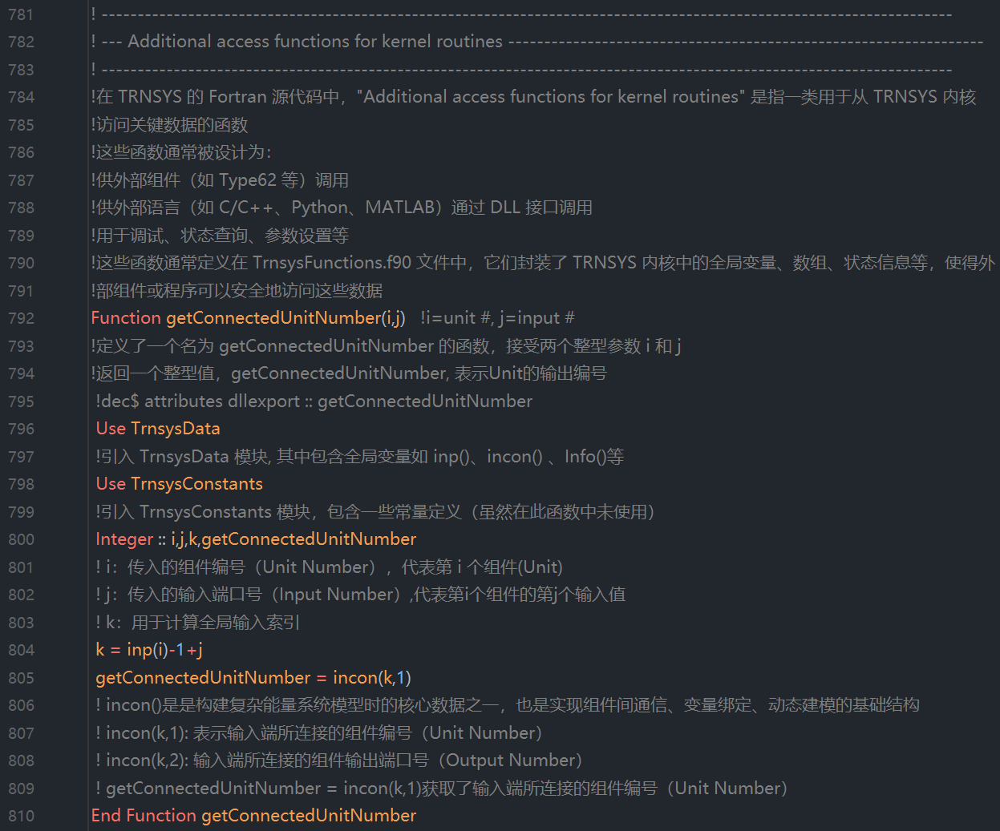 781 ! ----------------------------------------------------------------------------------------------------------------------
782 ! --- Additional access functions for kernel routines ------------------------------------------------------------------
783 ! ----------------------------------------------------------------------------------------------------------------------
784 !在 TRNSYS 的 Fortran 源代码中，"Additional access functions for kernel routines" 是指一类用于从 TRNSYS 内核
785 !访问关键数据的函数
786 !这些函数通常被设计为：
787 !供外部组件（如 Type62 等）调用
788 !供外部语言（如 C/C++、Python、MATLAB）通过 DLL 接口调用
789 !用于调试、状态查询、参数设置等
790 !这些函数通常定义在 TrnsysFunctions.f90 文件中，它们封装了 TRNSYS 内核中的全局变量、数组、状态信息等，使得外
791 !部组件或程序可以安全地访问这些数据
792 Function getConnectedUnitNumber(i,j)   !i=unit #, j=input #
793 !定义了一个名为 getConnectedUnitNumber 的函数，接受两个整型参数 i 和 j
794 !返回一个整型值，getConnectedUnitNumber, 表示Unit的输出编号
795 !dec$ attributes dllexport :: getConnectedUnitNumber
796 Use TrnsysData
797 !引入 TrnsysData 模块, 其中包含全局变量如 inp()、incon() 、Info()等
798 Use TrnsysConstants
799 !引入 TrnsysConstants 模块，包含一些常量定义（虽然在此函数中未使用）
800 Integer :: i,j,k,getConnectedUnitNumber
801 ! i：传入的组件编号（Unit Number），代表第 i 个组件(Unit)
802 ! j：传入的输入端口号（Input Number）,代表第i个组件的第j个输入值
803 ! k：用于计算全局输入索引
804 k = inp(i)-1+j
805 getConnectedUnitNumber = incon(k,1)
806 ! incon()是是构建复杂能量系统模型时的核心数据之一，也是实现组件间通信、变量绑定、动态建模的基础结构
807 ! incon(k,1): 表示输入端所连接的组件编号（Unit Number）
808 ! incon(k,2): 输入端所连接的组件输出端口号（Output Number）
809 ! getConnectedUnitNumber = incon(k,1)获取了输入端所连接的组件编号（Unit Number）
810 End Function getConnectedUnitNumber